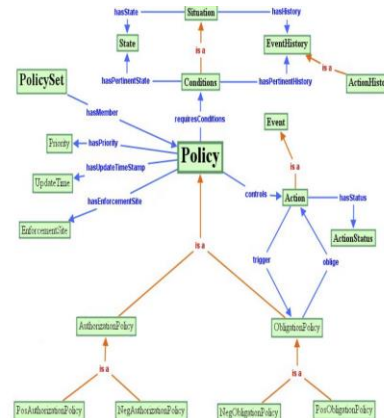 Situation
hasState
hasHistory
State
is a
EventHistory
hasPertinentState
Conditions
hasPertinentHistory
PolicySet
hasMember
requiresConditions
Event
Priority
hasPriority
Policy
is a
UpdateTime
hasUpdateTimeStamp
controls
Action
hasStatus
EnforcementSite
hasEnforcementSite
ActionStatus
trigger
oblige
is a
AuthorizationPolicy
ObligationPolicy
is a
is a
PosAuthorizationPolicy
NegAuthorizationPolicy
NegObligationPolicy
PosObligationPolicy
is a